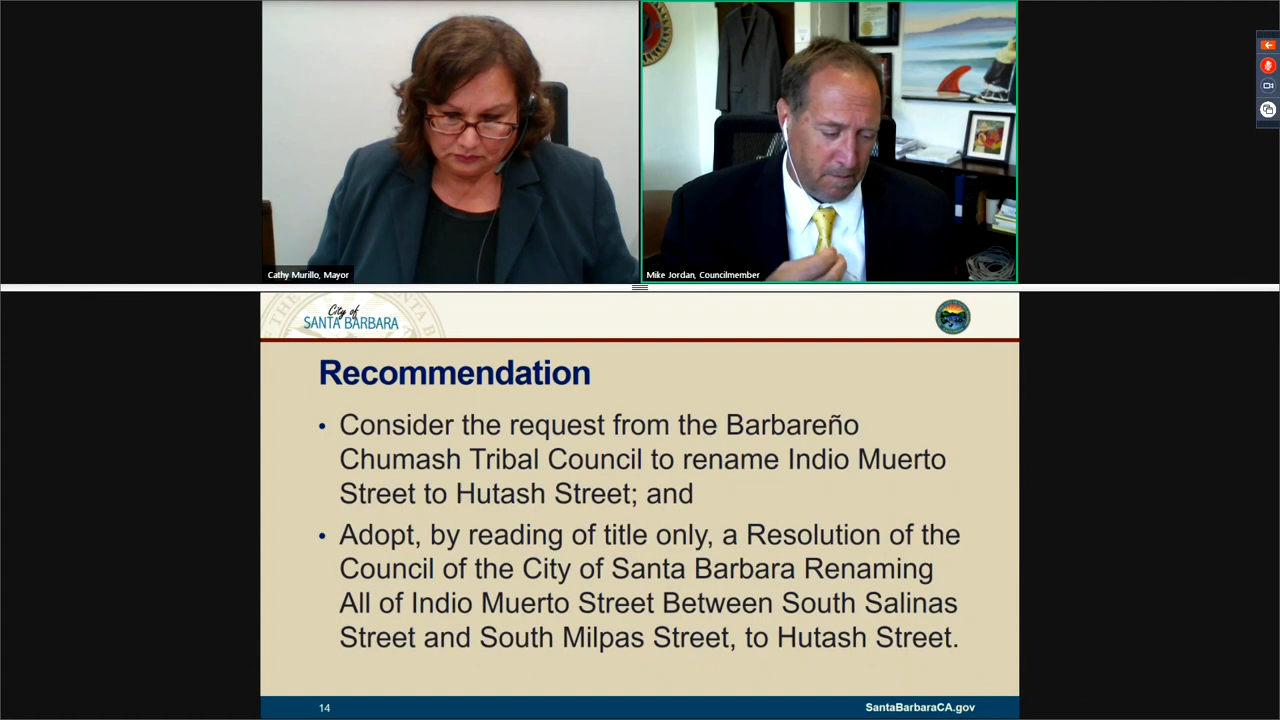 Cathy Murillo, Mayor
Mike Jordan, Councilmember
City of
SANTA BARBARA
Recommendation
• Consider the request from the Barbareño
Chumash Tribal Council to rename Indio Muerto
Street to Hutash Street; and
• Adopt, by reading of title only, a Resolution of the
Council of the City of Santa Barbara Renaming
All of Indio Muerto Street Between South Salinas
Street and South Milpas Street, to Hutash Street.
14
SantaBarbaraCA.gov